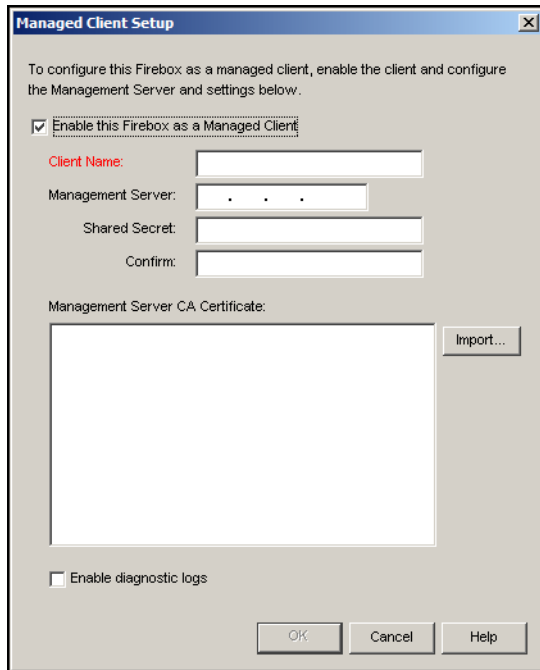 Managed Client Setup
To configure this Firebox as a managed client, enable the client and configure
the Management Server and settings below.
Enable this Firebox as a Managed Client
Client Name:
Management Server:
. . .
Shared Secret:
Confirm:
Management Server CA Certificate:
Import...
Enable diagnostic logs
OK Cancel Help